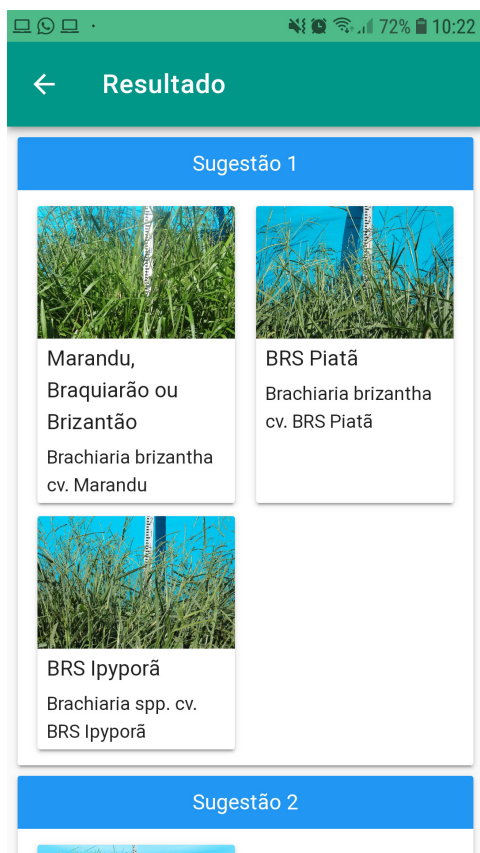 72% 10:22
Resultado
Sugestão 1
Marandu,
Braquiarão ou
Brizantão
Brachiaria brizantha
cv. Marandu
BRS Piatã
Brachiaria brizantha
cv. BRS Piatã
BRS Ipyporã
Brachiaria spp. cv.
BRS Ipyporã
Sugestão 2